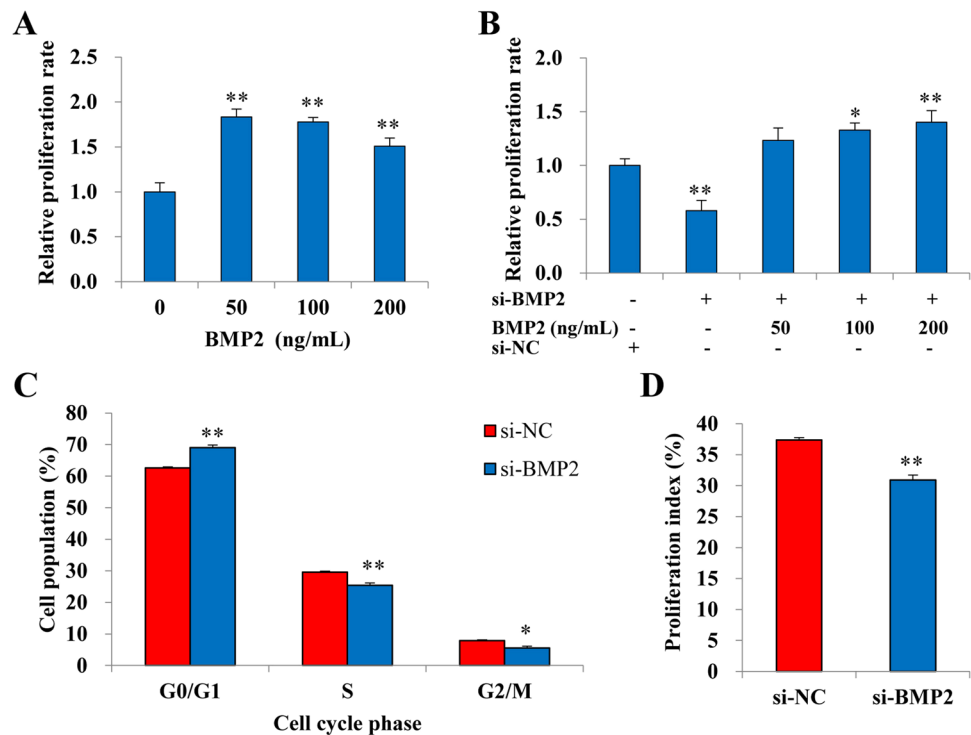 A
Relative proliferation rate
2.5
2.0
1.5
1.0
0.5
0.0
** ** **
0 50 100 200
BMP2 (ng/mL)
B
Relative proliferation rate
2.0
1.5
1.0
0.5
0.0
** * **
si-BMP2 - + + + +
BMP2 (ng/mL) - - 50 100 200
si-NC + - - - -
C
Cell population (%)
80
70
60
50
40
30
20
10
0
** ** *
si-NC
si-BMP2
G0/G1 S G2/M
Cell cycle phase
D
Proliferation index (%)
40
35
30
25
20
15
10
5
0
**
si-NC si-BMP2